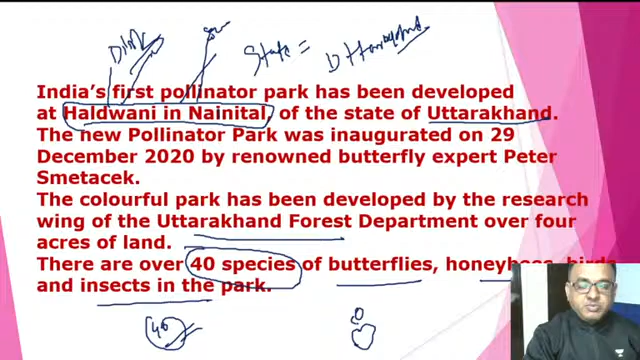 State = Uttarakhand
India's first pollinator park has been developed
at Haldwani in Nainital, of the state of Uttarakhand.
The new Pollinator Park was inaugurated on 29
December 2020 by renowned butterfly expert Peter
Smetacek.
The colourful park has been developed by the research
wing of the Uttarakhand Forest Department over four
acres of land.
There are over 40 species of butterflies, honeybees, birds
and insects in the park.
40